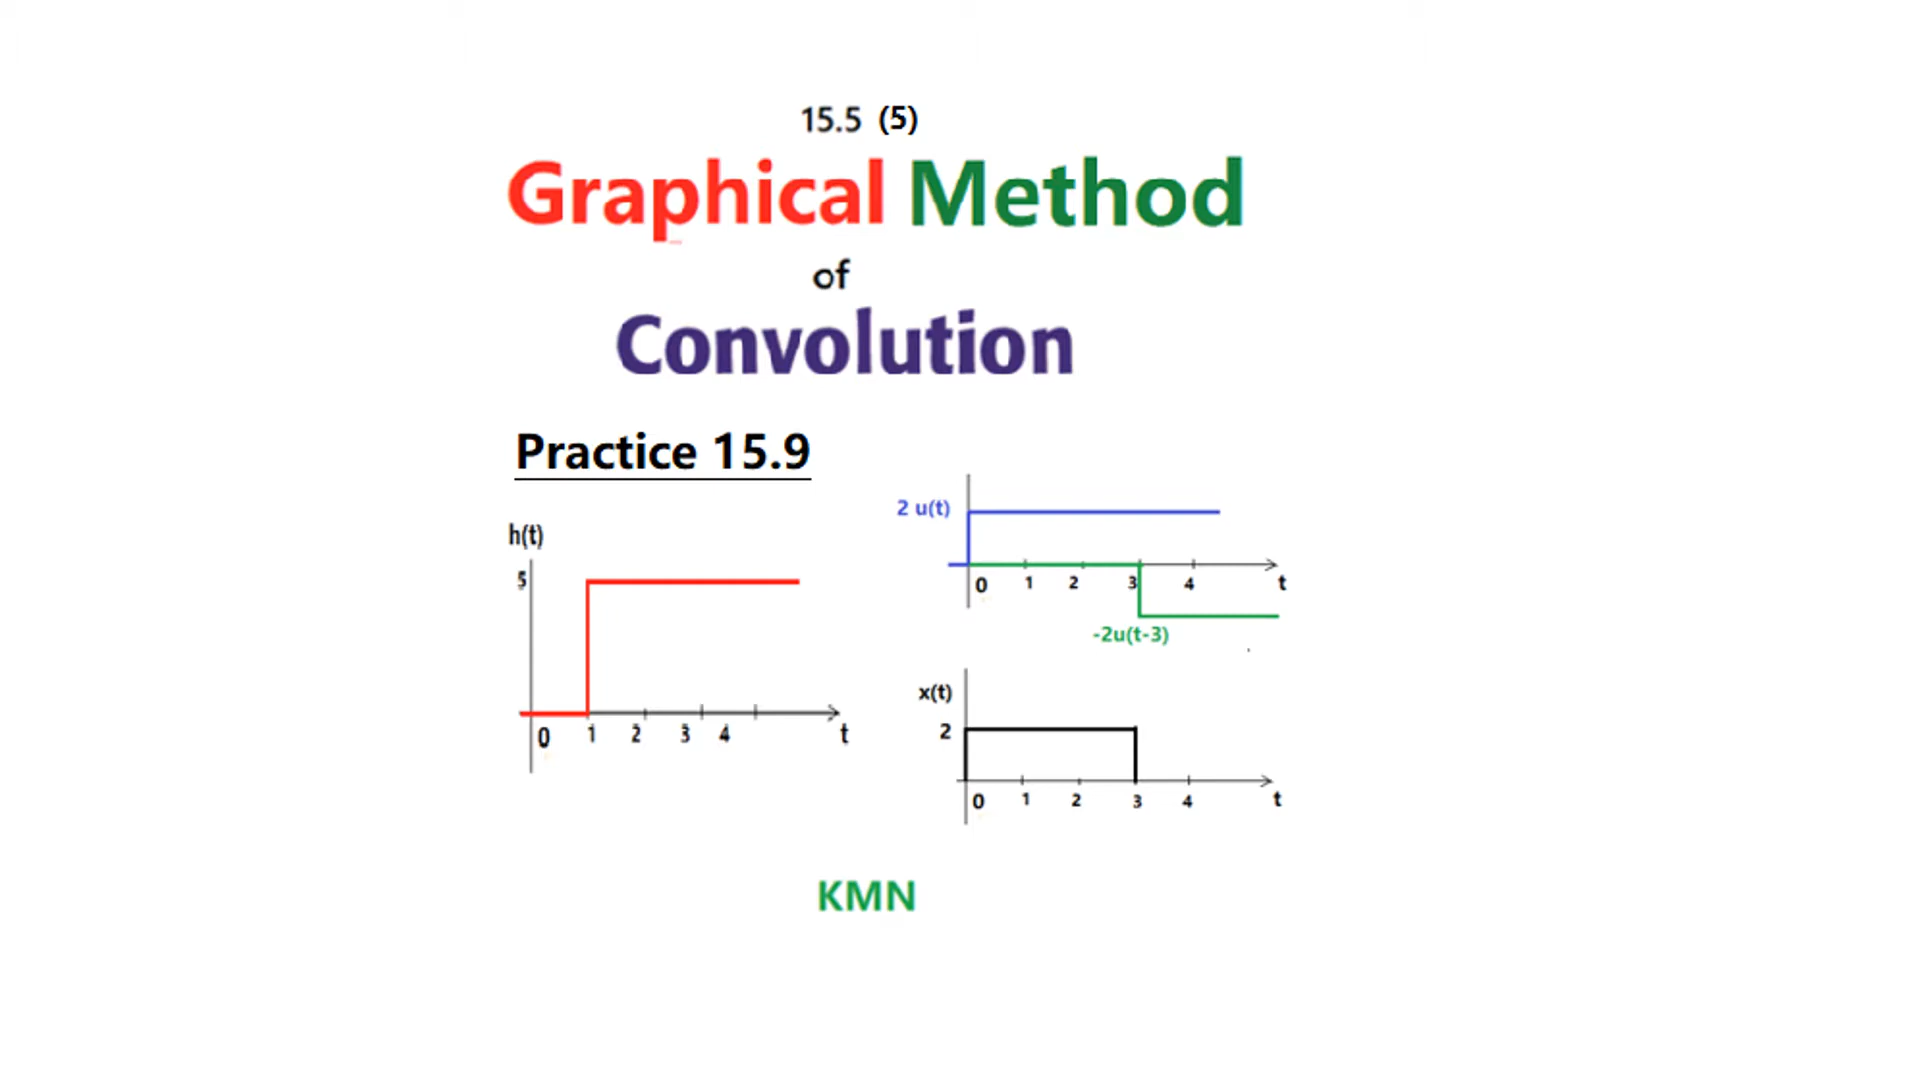 15.5 (5)
Graphical Method
of
Convolution
Practice 15.9
h(t)
5
0 1 2 3 4 t
2 u(t)
0 1 2 3 4 t
-2u(t-3)
x(t)
2
0 1 2 3 4 t
KMN